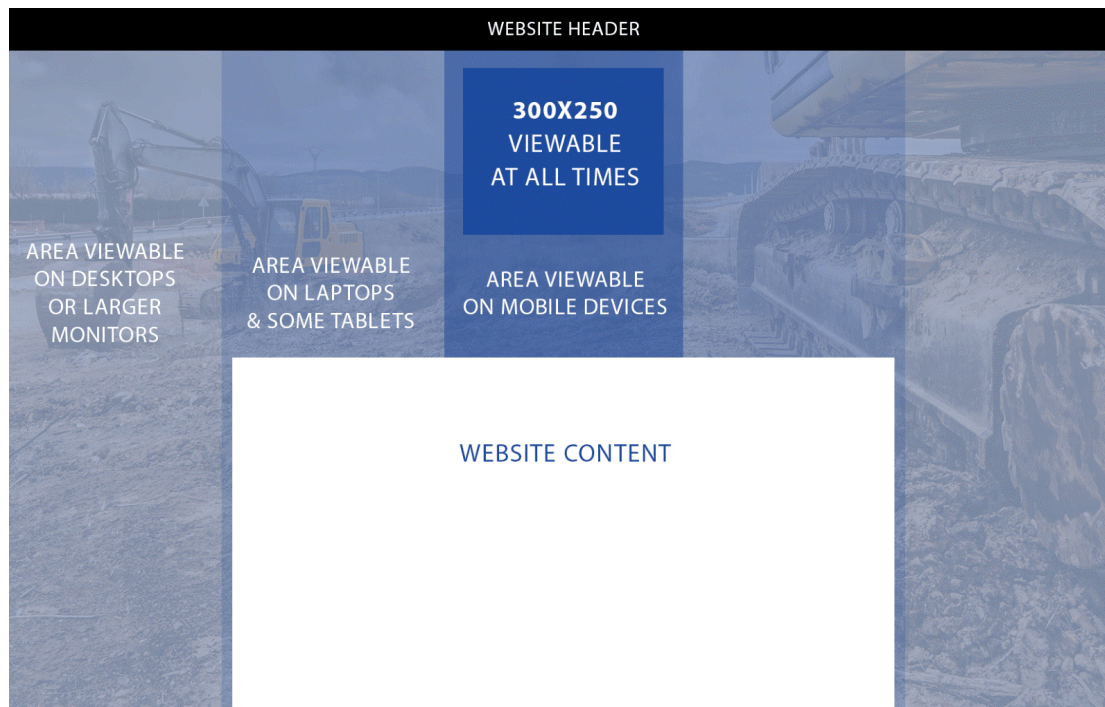 WEBSITE HEADER
300X250
VIEWABLE
AT ALL TIMES
AREA VIEWABLE
ON DESKTOPS
OR LARGER
MONITORS
AREA VIEWABLE
ON LAPTOPS
& SOME TABLETS
AREA VIEWABLE
ON MOBILE DEVICES
WEBSITE CONTENT